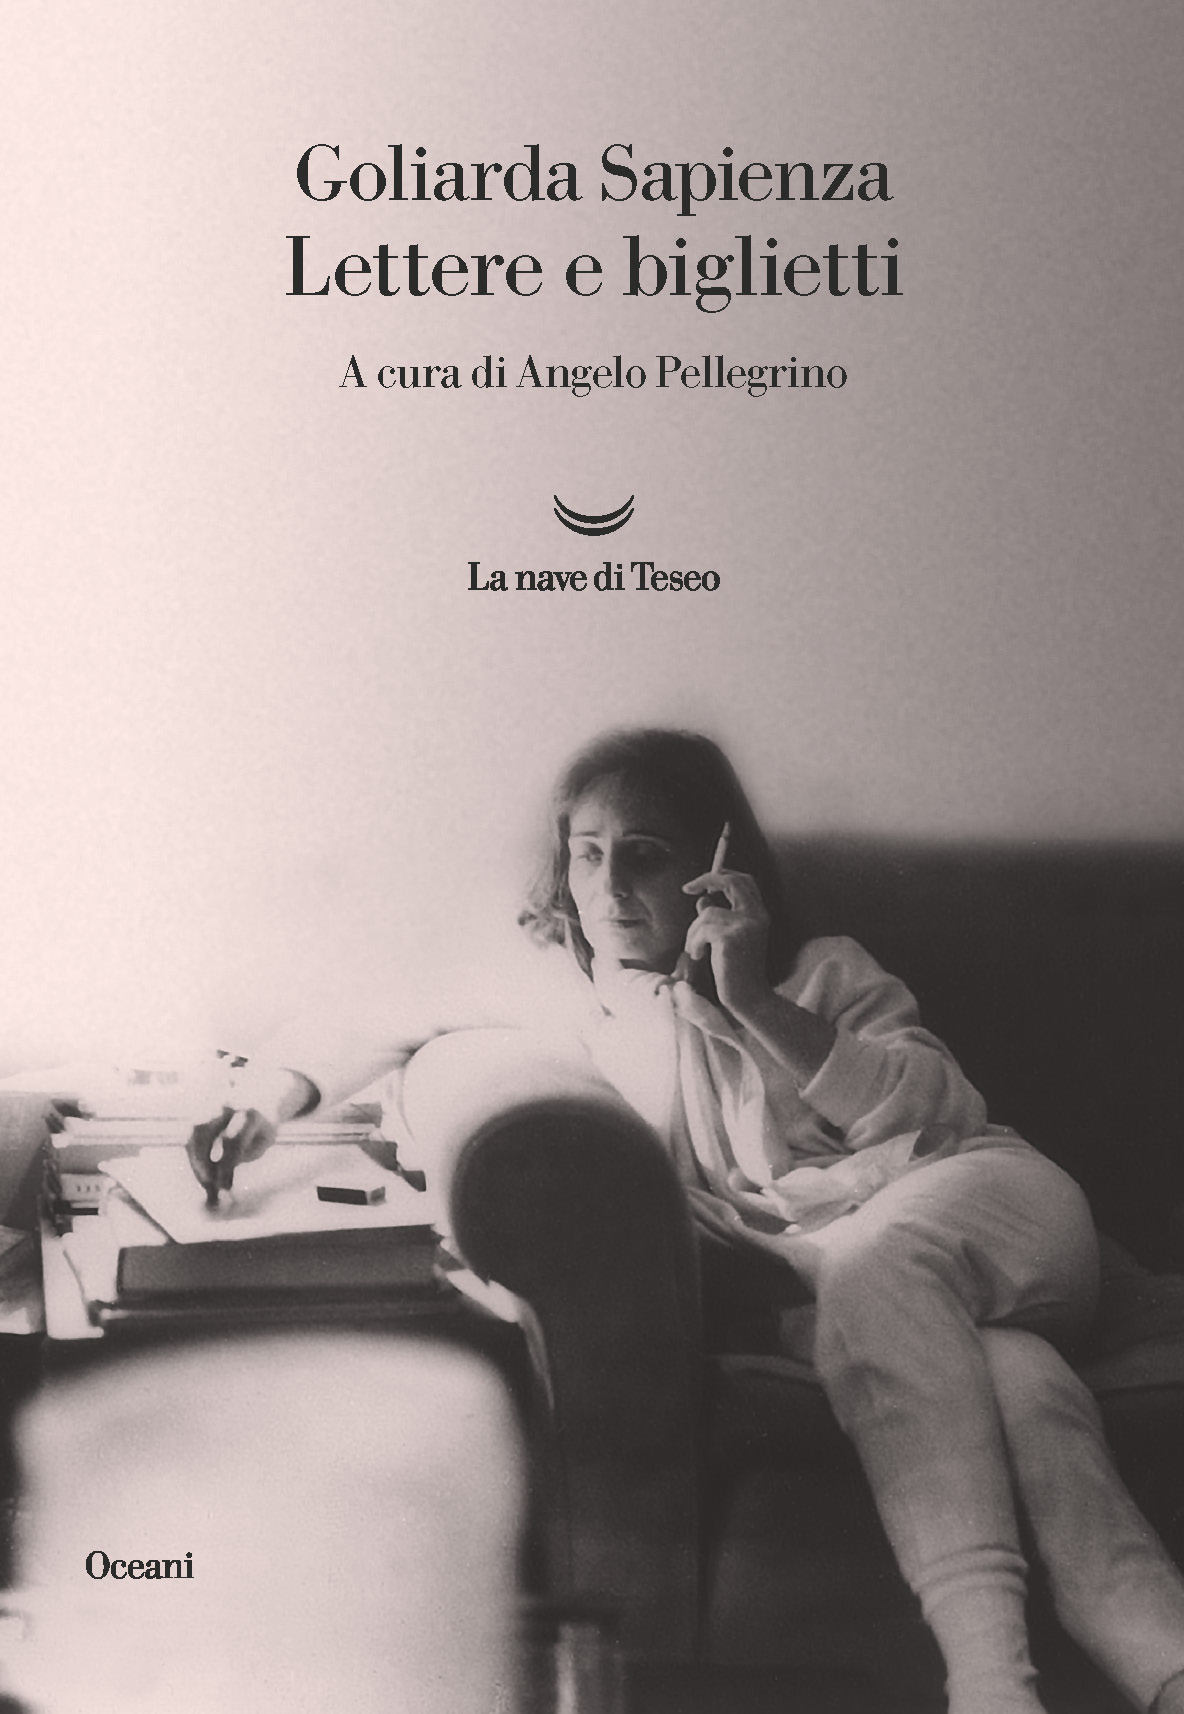 Goliarda Sapienza
Lettere e biglietti
A cura di Angelo Pellegrino
La nave di Teseo
Oceani